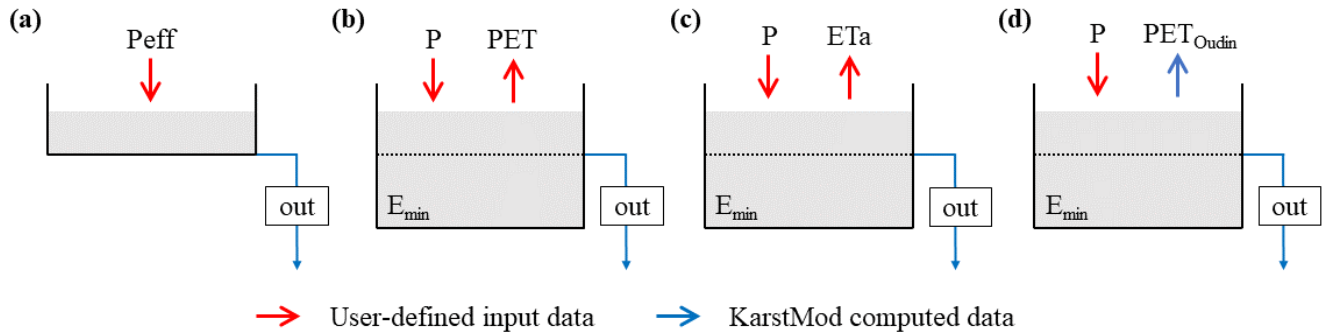 (a) (b) (c) (d)
Peff P PET P ETa P PET_Oudin
out out out out
E_min E_min E_min
User-defined input data KarstMod computed data